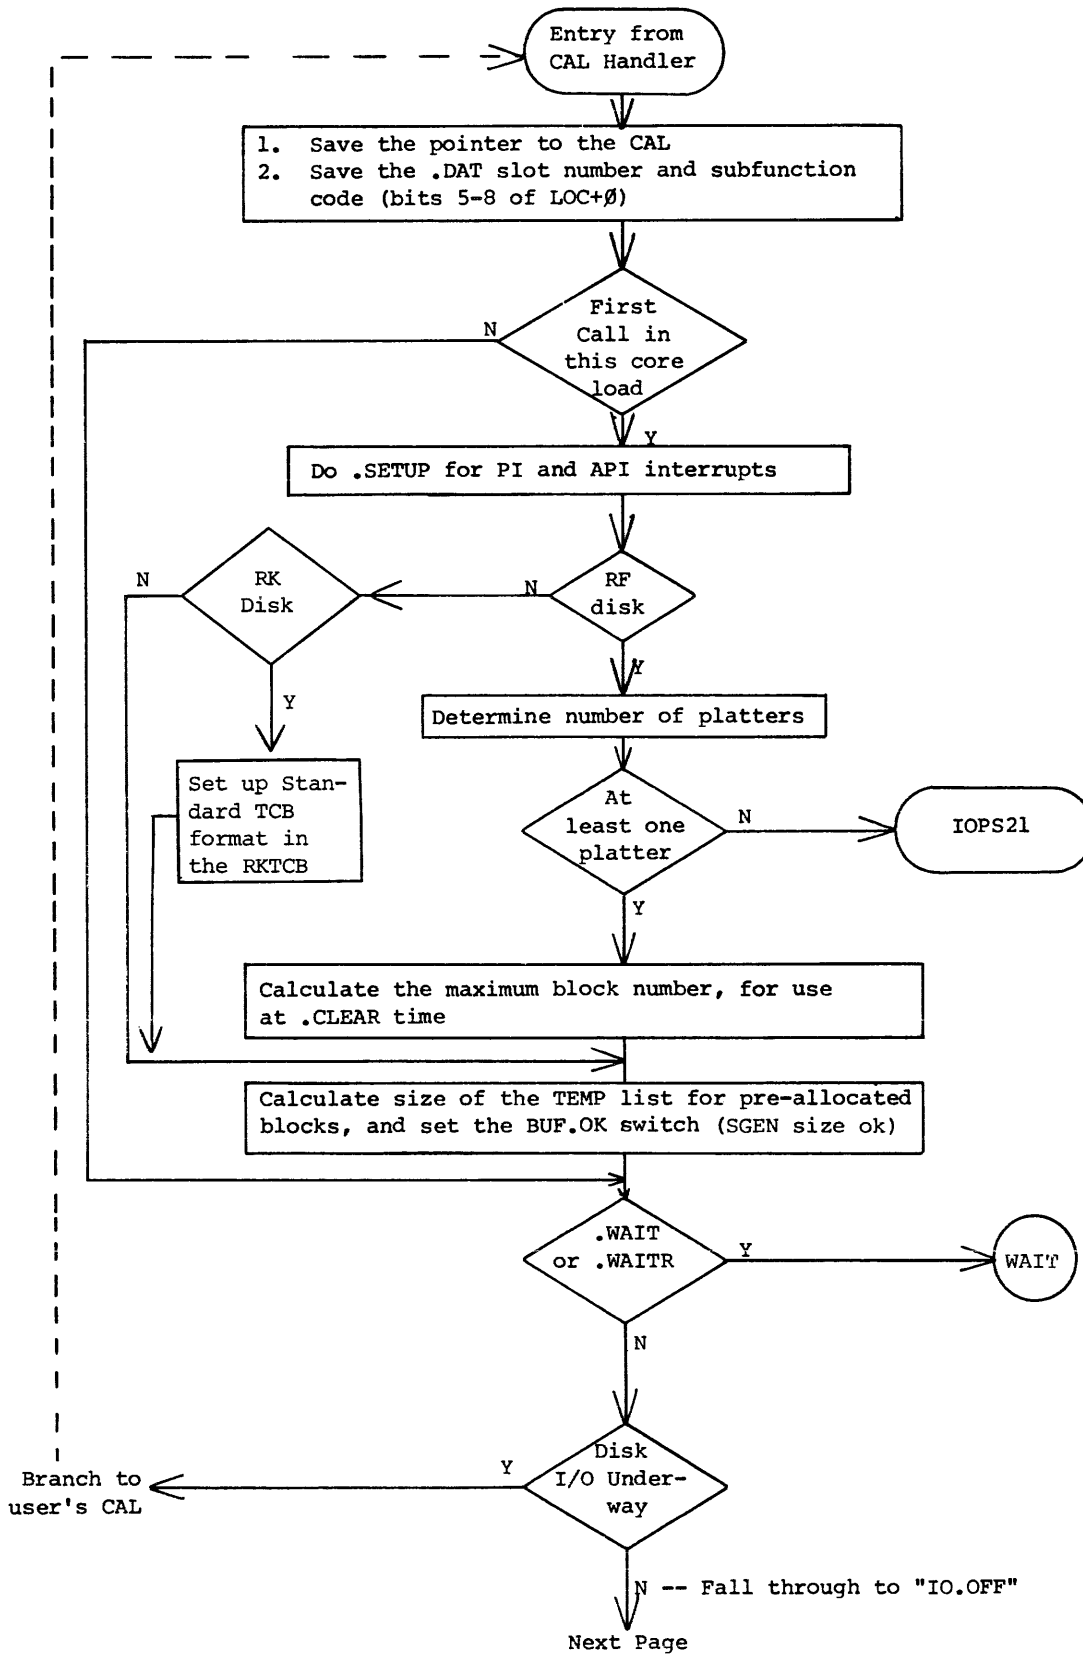 Entry from
CAL Handler
1. Save the pointer to the CAL
2. Save the .DAT slot number and subfunction
code (bits 5-8 of LOC+Ø)
First
Call in
this core
load
N
Y
Do .SETUP for PI and API interrupts
RF
disk
N
Y
RK
Disk
N
Y
Set up Stan-
dard TCB
format in
the RKTCB
Determine number of platters
At
least one
platter
N
IOPS21
Y
Calculate the maximum block number, for use
at .CLEAR time
Calculate size of the TEMP list for pre-allocated
blocks, and set the BUF.OK switch (SGEN size ok)
.WAIT
or .WAITR
Y
WAIT
N
Disk
I/O Under-
way
Y
Branch to
user's CAL
N -- Fall through to "IO.OFF"
Next Page